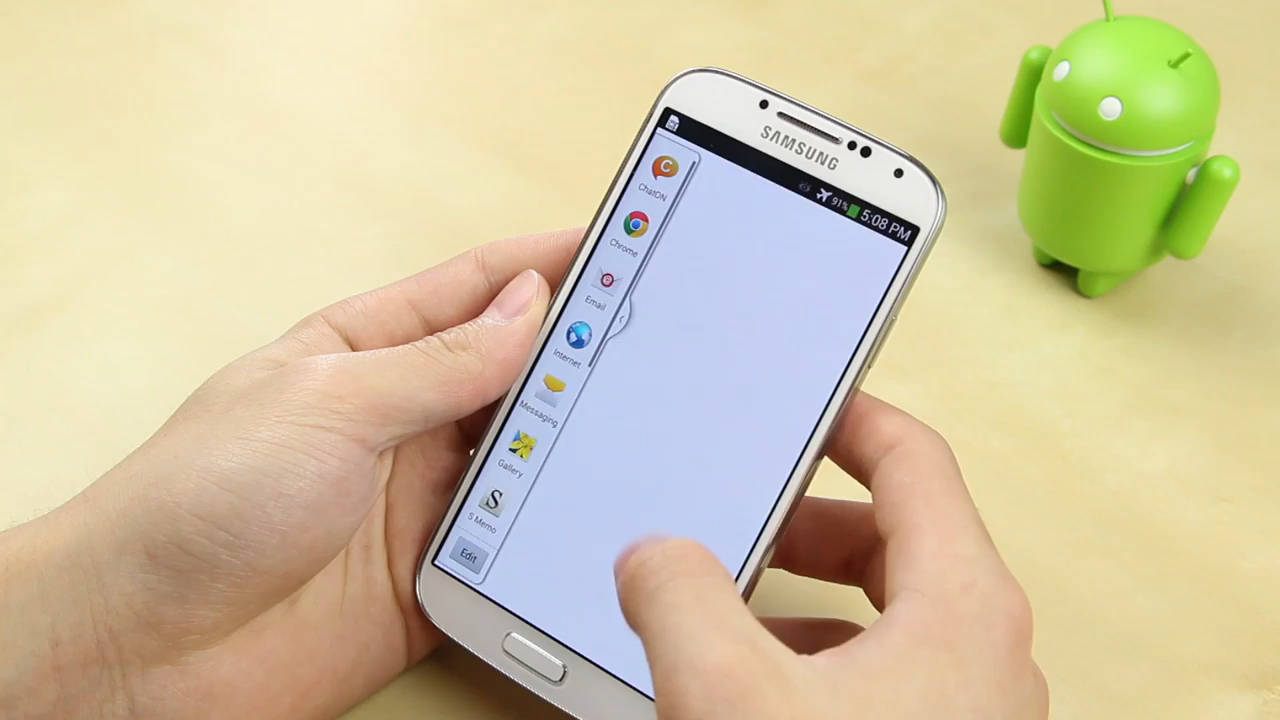 SAMSUNG
91% 5:08 PM
ChatON
Chrome
Email
Internet
Messaging
Gallery
S
S Memo
Edit